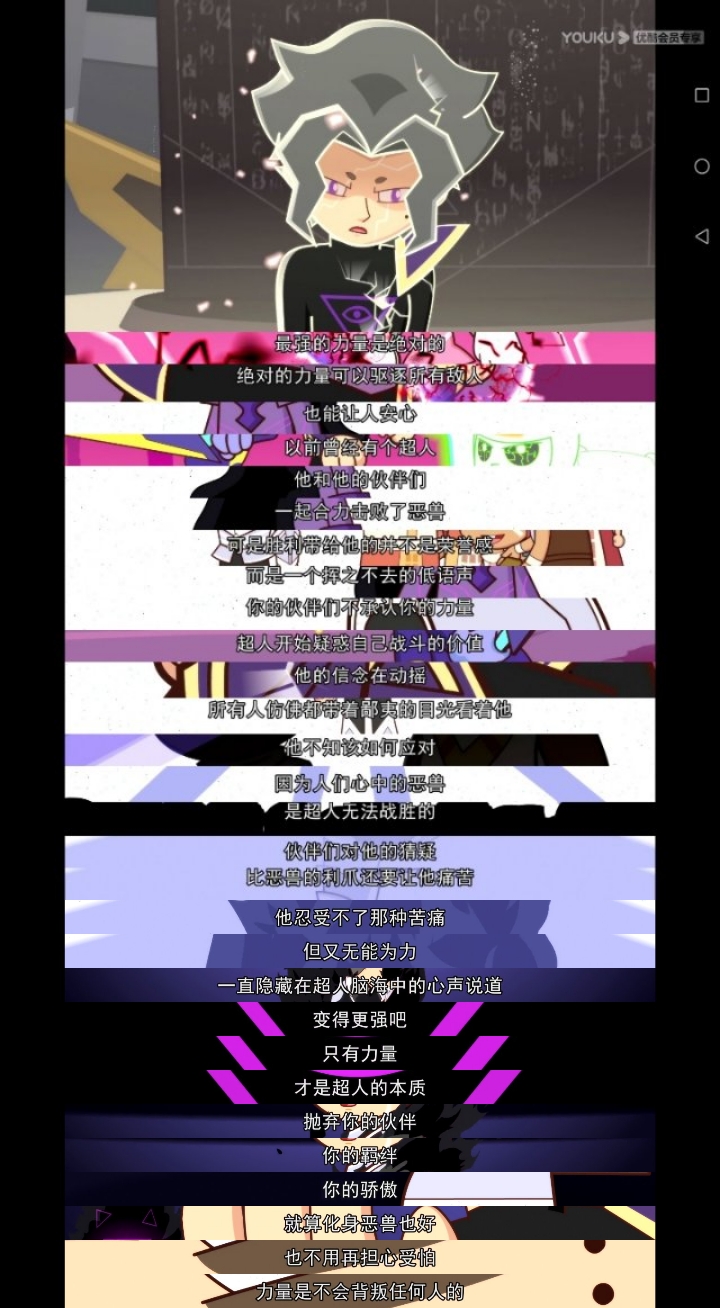 YOUKU 优酷会员专享
最强的力量是绝对的
绝对的力量可以驱逐所有敌人
也能让人安心
以前曾经有个超人
他和他的伙伴们
一起合力击败了恶兽
可是胜利带给他的并不是荣誉感
而是一个挥之不去的低语声
你的伙伴们不承认你的力量
超人开始疑惑自己战斗的价值
他的信念在动摇
所有人仿佛都带着鄙夷的目光看着他
他不知该如何应对
因为人们心中的恶兽
是超人无法战胜的
伙伴们对他的猜疑
比恶兽的利爪还要让他痛苦
他忍受不了那种苦痛
但又无能为力
一直隐藏在超人脑海中的心声说道
变得更强吧
只有力量
才是超人的本质
抛弃你的伙伴
你的羁绊
你的骄傲
就算化身恶兽也好
也不用再担心受怕
力量是不会背叛任何人的